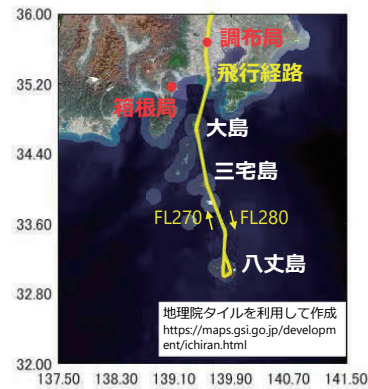 36.00
調布局
飛行経路
35.20
箱根局
大島
34.40
三宅島
FL270 FL280
33.60
八丈島
32.80
地理院タイルを利用して作成
https://maps.gsi.go.jp/developm
ent/ichiran.html
32.00
137.50 138.30 139.10 139.90 140.70 141.50